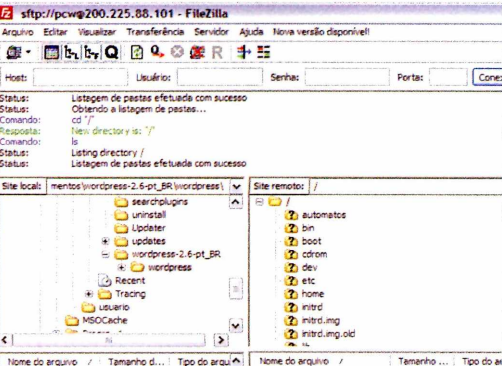 sftp://pcw@200.225.88.101 - FileZilla
Arquivo Editar Visualizar Transferência Servidor Ajuda Nova versão disponível!
Host: Usuário: Senha: Porta: Conex
Status: Listagem de pastas efetuada com sucesso
Status: Obtendo a listagem de pastas...
Comando: cd "/"
Resposta: New directory is: "/"
Comando: ls
Status: Listing directory /
Status: Listagem de pastas efetuada com sucesso
Site local: mentos\wordpress-2.6-pt_BR\wordpress\
searchplugins
uninstall
Updater
updates
wordpress-2.6-pt_BR
wordpress
Recent
Tracing
usuario
MSOCache
Nome do arquivo / Tamanho d... Tipo do arqu
Site remoto: /
/
automatos
bin
boot
cdrom
dev
etc
home
initrd
initrd.img
initrd.img.old
Nome do arquivo / Tamanho ... Tipo do ar